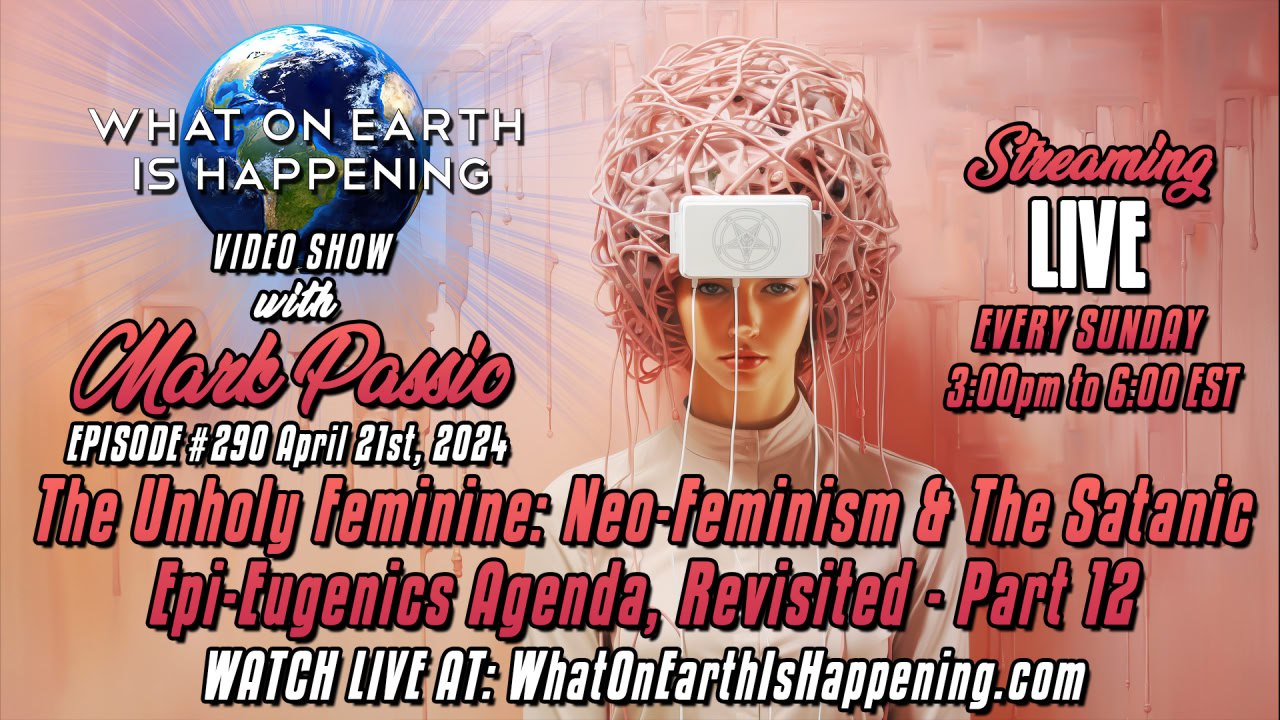 WHAT ON EARTH
IS HAPPENING
VIDEO SHOW
with
Mark Passio
EPISODE #290 April 21st, 2024
Streaming
LIVE
EVERY SUNDAY
3:00pm to 6:00 EST
The Unholy Feminine: Neo-Feminism & The Satanic
Epi-Eugenics Agenda, Revisited - Part 12
WATCH LIVE AT: WhatOnEarthIsHappening.com